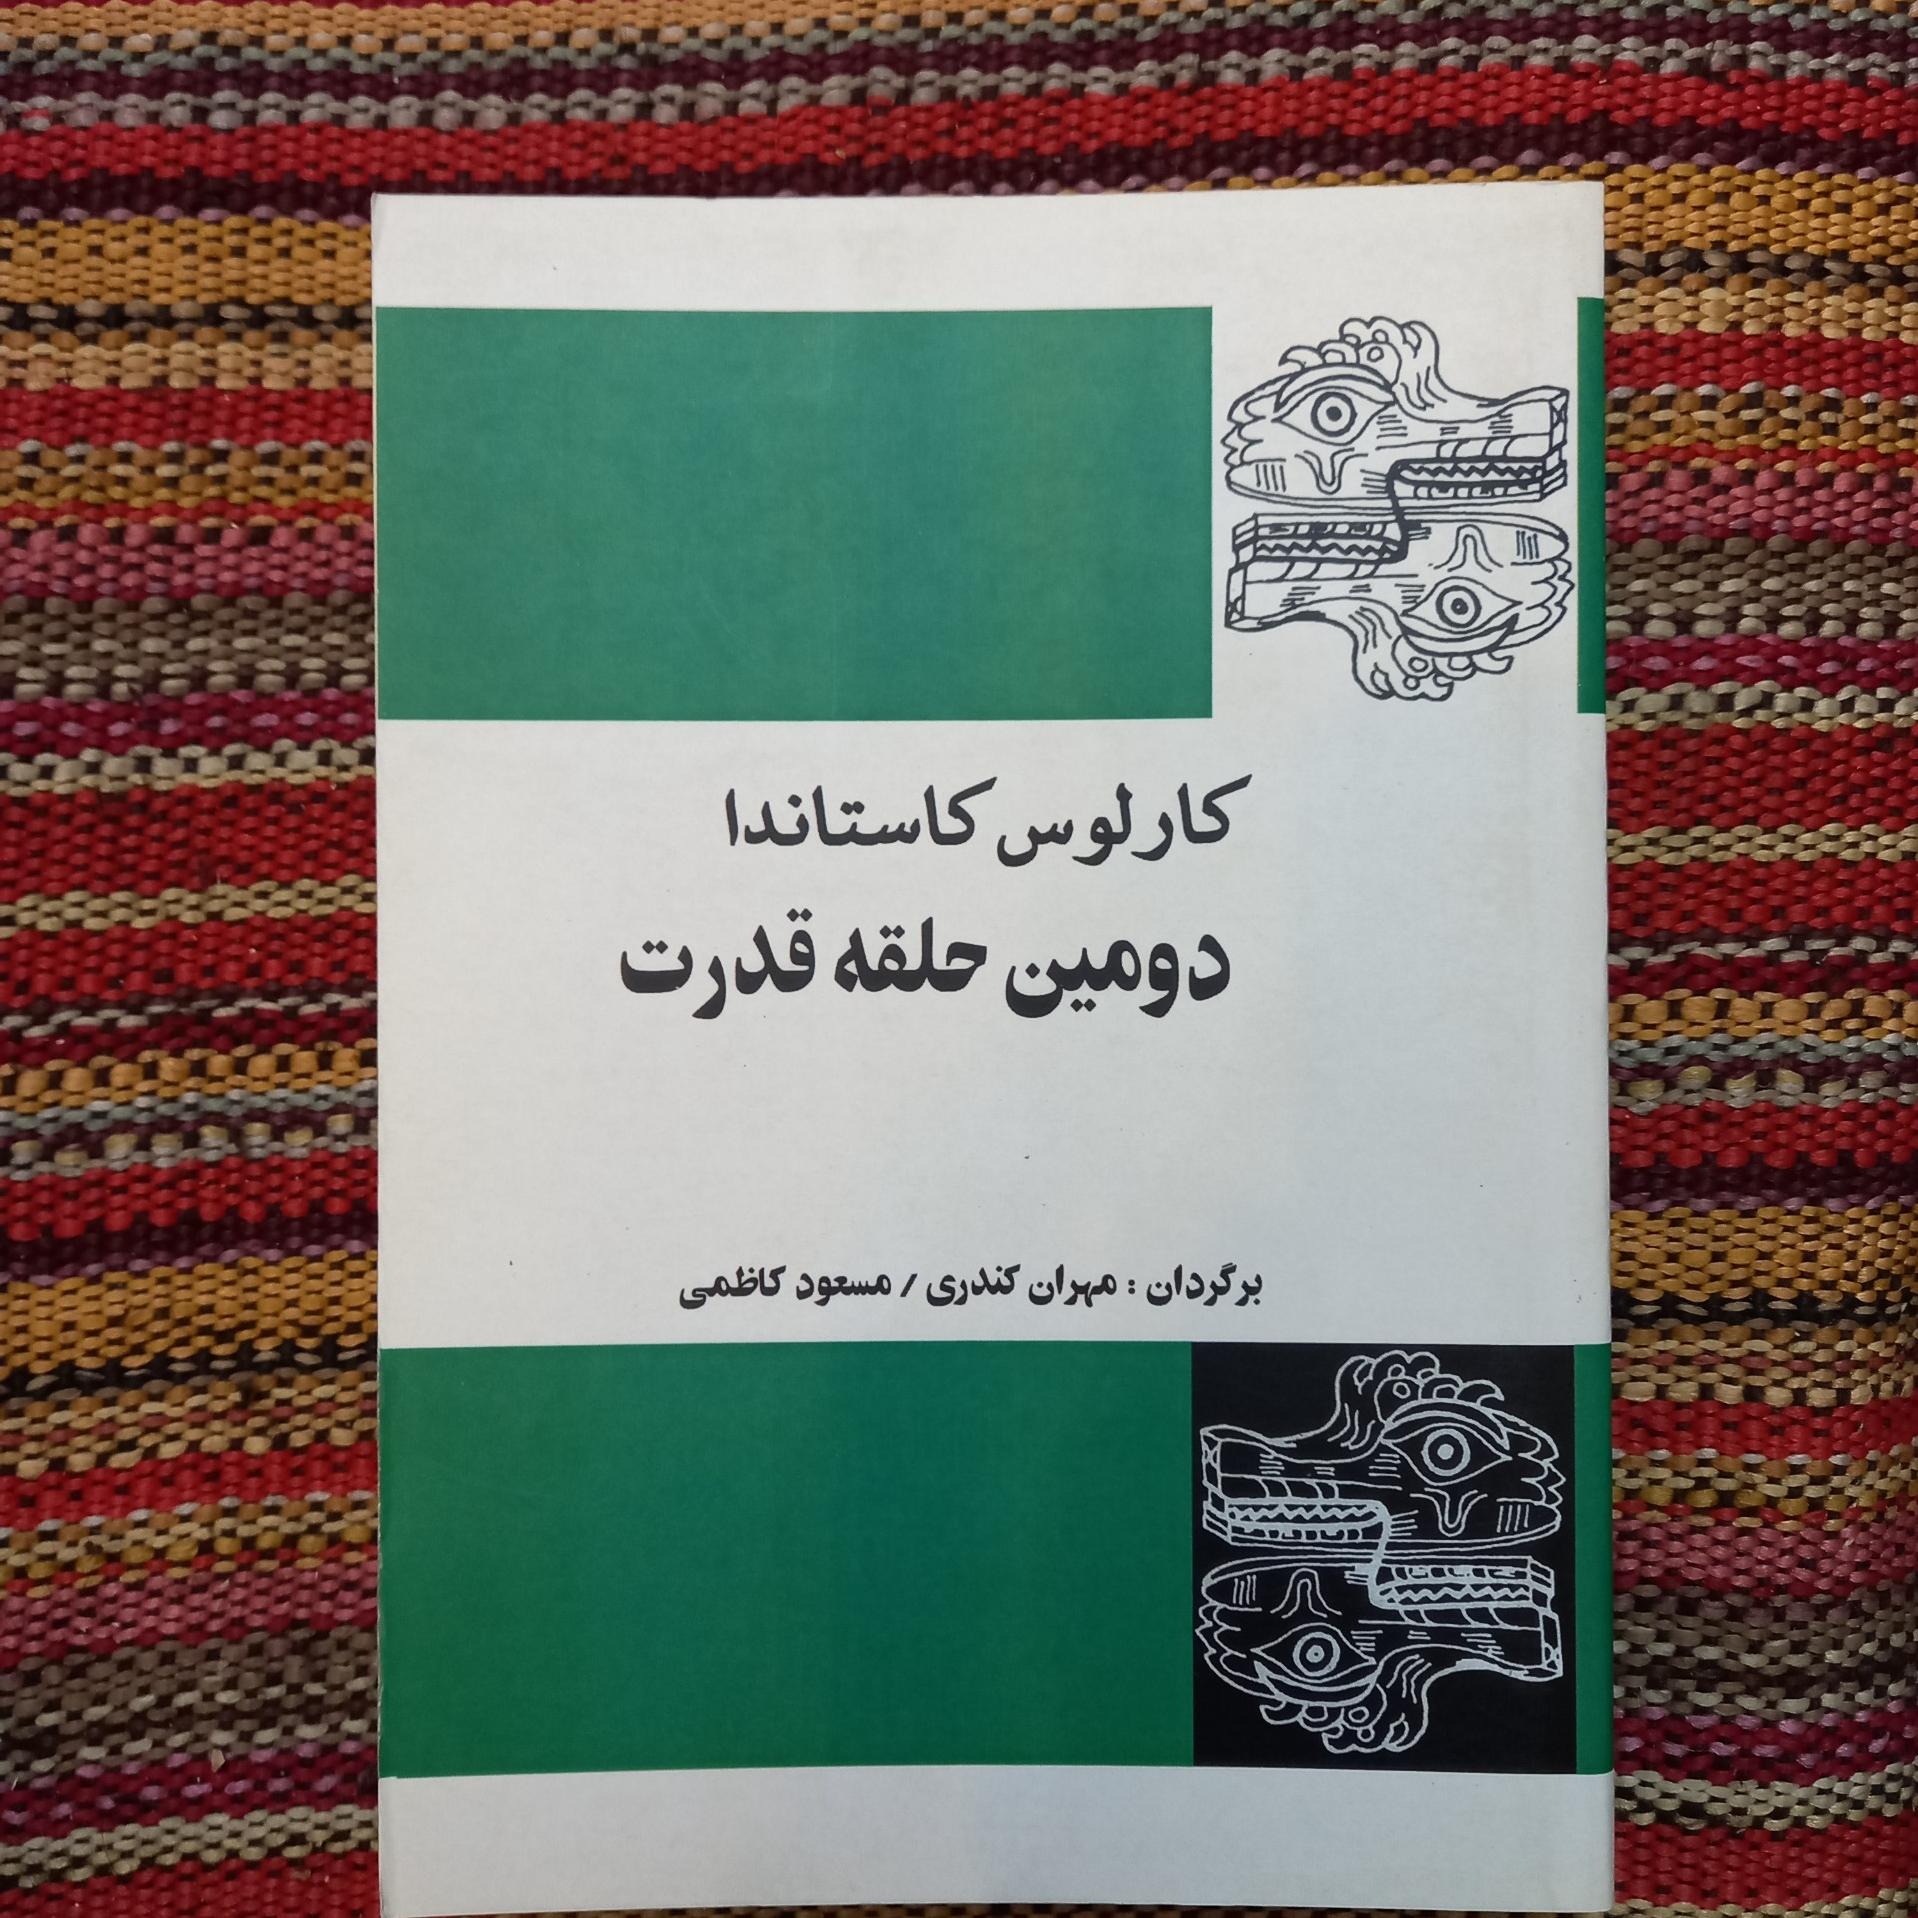 کارلوس کاستاندا
دومین حلقه قدرت
برگردان : مهران کندری / مسعود کاظمی